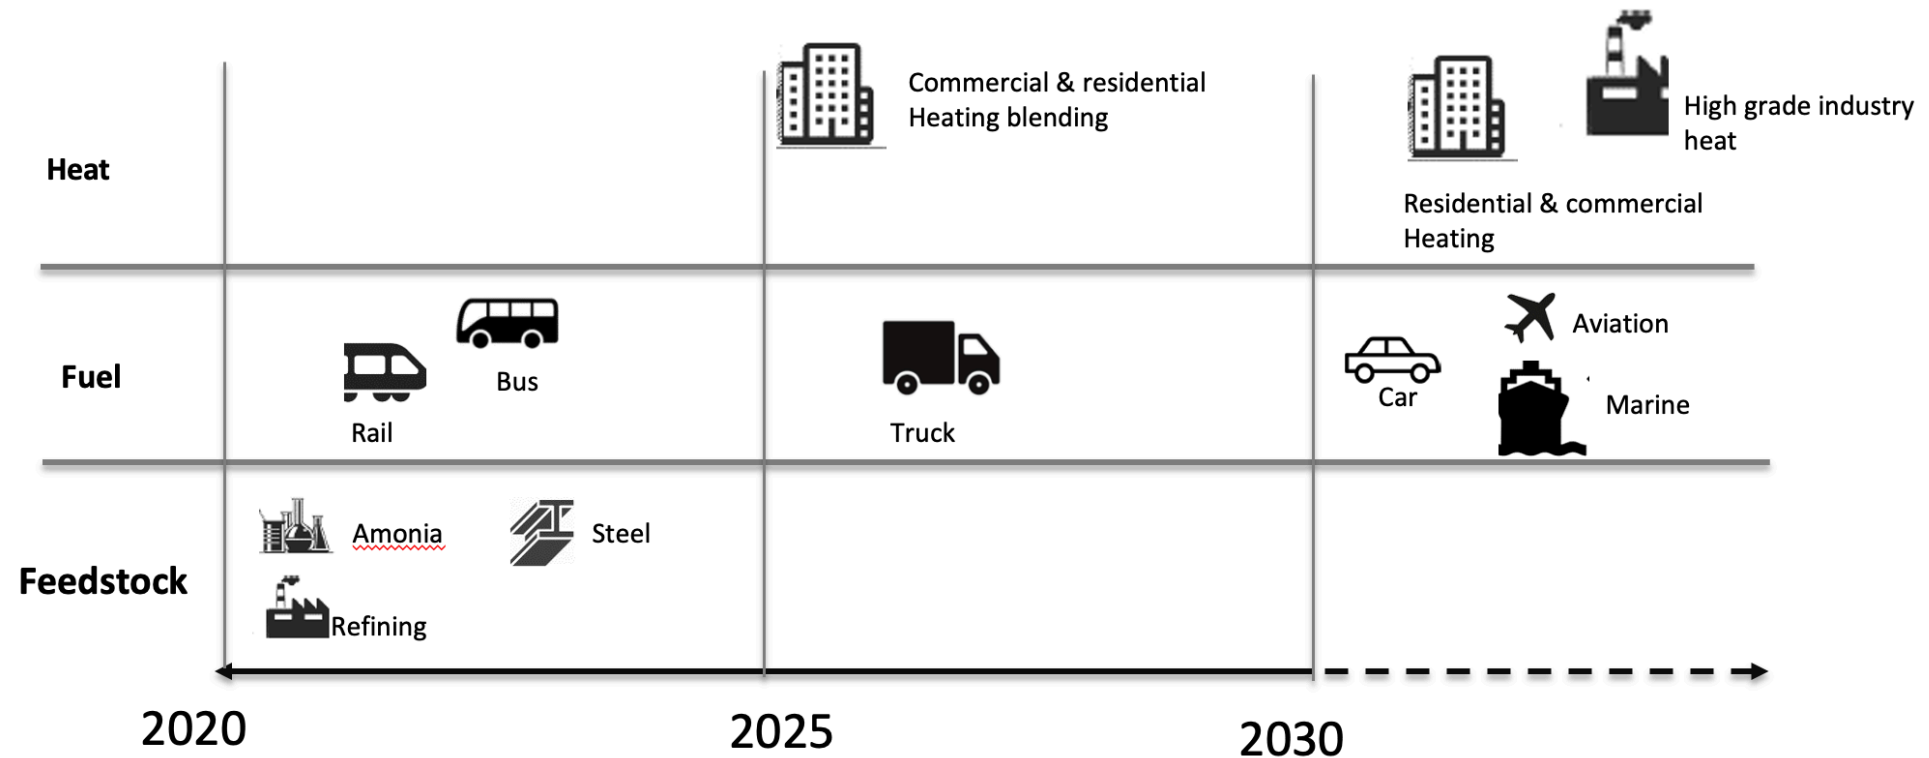 Commercial & residential
Heating blending
High grade industry
heat
Heat
Residential & commercial
Heating
Aviation
Fuel
Bus
Car
Marine
Rail
Truck
Amonia
Steel
Feedstock
Refining
2020
2025
2030